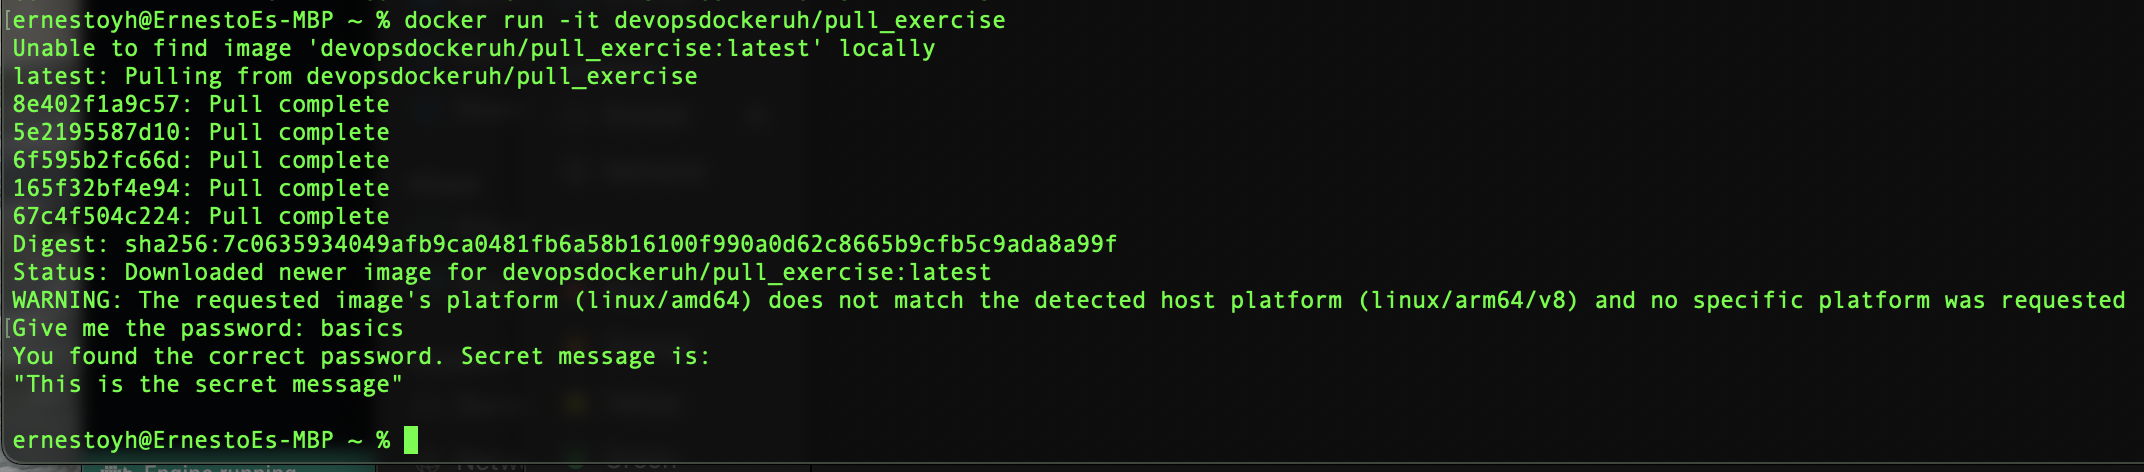 [ernestoyh@ErnestoEs-MBP ~ % docker run -it devopsdockeruh/pull_exercise
Unable to find image 'devopsdockeruh/pull_exercise:latest' locally
latest: Pulling from devopsdockeruh/pull_exercise
8e402f1a9c57: Pull complete
5e2195587d10: Pull complete
6f595b2fc66d: Pull complete
165f32bf4e94: Pull complete
67c4f504c224: Pull complete
Digest: sha256:7c0635934049afb9ca0481fb6a58b16100f990a0d62c8665b9cfb5c9ada8a99f
Status: Downloaded newer image for devopsdockeruh/pull_exercise:latest
WARNING: The requested image's platform (linux/amd64) does not match the detected host platform (linux/arm64/v8) and no specific platform was requested
[Give me the password: basics
You found the correct password. Secret message is:
"This is the secret message"
ernestoyh@ErnestoEs-MBP ~ %
Engine running